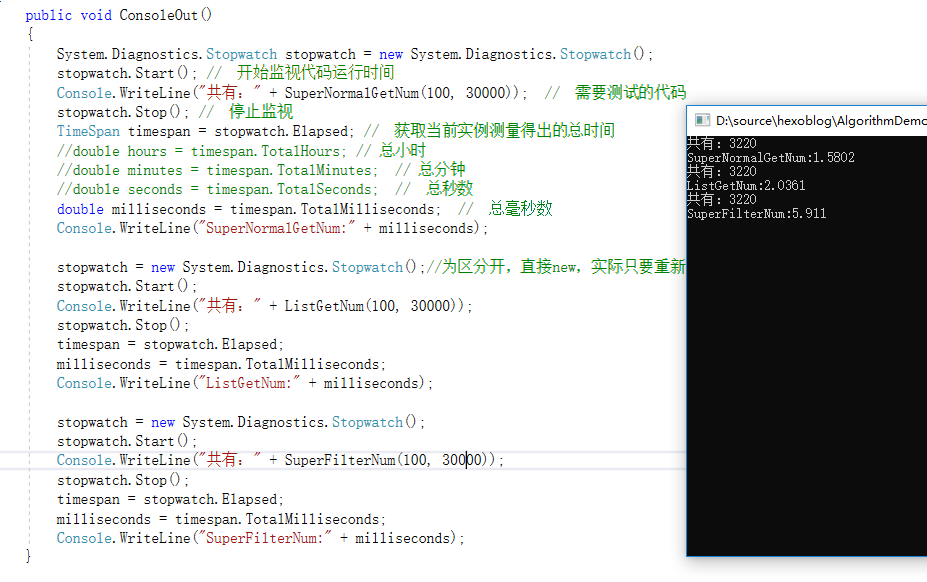 public void ConsoleOut()
{
System.Diagnostics.Stopwatch stopwatch = new System.Diagnostics.Stopwatch();
stopwatch.Start(); //  开始监视代码运行时间
Console.WriteLine("共有：" + SuperNormalGetNum(100, 30000));  //  需要测试的代码
stopwatch.Stop(); //  停止监视
TimeSpan timespan = stopwatch.Elapsed; //  获取当前实例测量得出的总时间
//double hours = timespan.TotalHours; // 总小时
//double minutes = timespan.TotalMinutes;  // 总分钟
//double seconds = timespan.TotalSeconds;  //  总秒数
double milliseconds = timespan.TotalMilliseconds;  //  总毫秒数
Console.WriteLine("SuperNormalGetNum:" + milliseconds);
stopwatch = new System.Diagnostics.Stopwatch();//为区分开，直接new，实际只要重新
stopwatch.Start();
Console.WriteLine("共有：" + ListGetNum(100, 30000));
stopwatch.Stop();
timespan = stopwatch.Elapsed;
milliseconds = timespan.TotalMilliseconds;
Console.WriteLine("ListGetNum:" + milliseconds);
stopwatch = new System.Diagnostics.Stopwatch();
stopwatch.Start();
Console.WriteLine("共有：" + SuperFilterNum(100, 30000));
stopwatch.Stop();
timespan = stopwatch.Elapsed;
milliseconds = timespan.TotalMilliseconds;
Console.WriteLine("SuperFilterNum:" + milliseconds);
}
D:\source\hexoblog\AlgorithmDemo
共有：3220
SuperNormalGetNum:1.5802
共有：3220
ListGetNum:2.0361
共有：3220
SuperFilterNum:5.911